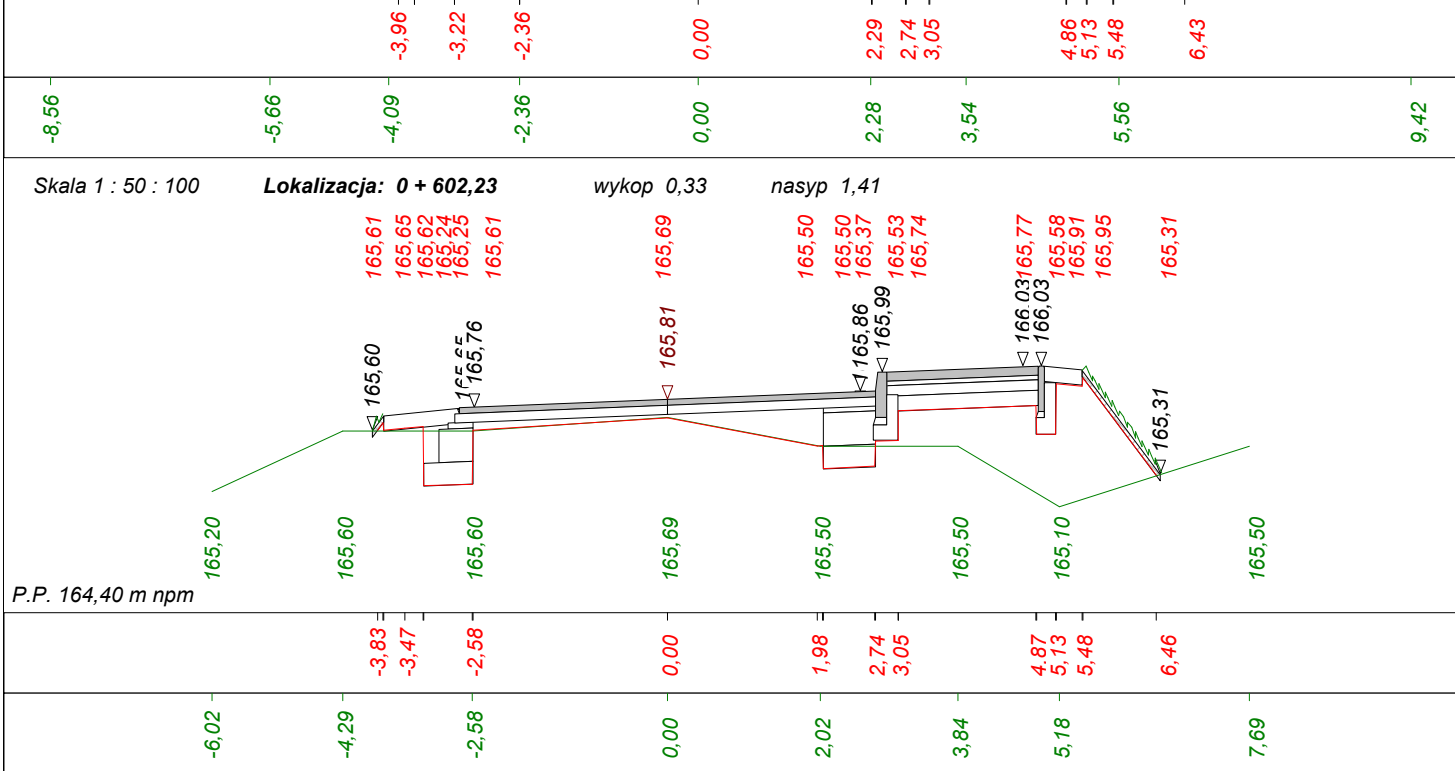 -3,96 -3,22 -2,36 0,00 2,29 2,74 3,05 4,86 5,13 5,48 6,43
-8,56 -5,66 -4,09 -2,36 0,00 2,28 3,54 5,56 9,42
Skala 1 : 50 : 100 Lokalizacja: 0 + 602,23 wykop 0,33 nasyp 1,41
165,61 165,65 165,62 165,24 165,25 165,61 165,69 165,50 165,50 165,37 165,53 165,74 165,77 165,58 165,91 165,95 165,31
165,60 165,76 165,81 165,86 165,99 166,03 166,03 165,31
165,20 165,60 165,60 165,69 165,50 165,50 165,10 165,50
P.P. 164,40 m npm
-3,83 -3,47 -2,58 0,00 1,98 2,74 3,05 4,87 5,13 5,48 6,46
-6,02 -4,29 -2,58 0,00 2,02 3,84 5,18 7,69